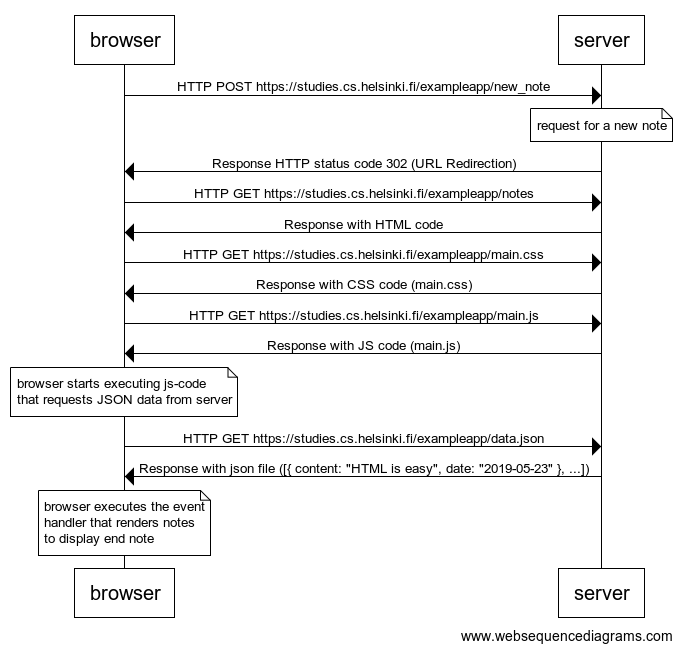 browser
server
HTTP POST https://studies.cs.helsinki.fi/exampleapp/new_note
request for a new note
Response HTTP status code 302 (URL Redirection)
HTTP GET https://studies.cs.helsinki.fi/exampleapp/notes
Response with HTML code
HTTP GET https://studies.cs.helsinki.fi/exampleapp/main.css
Response with CSS code (main.css)
HTTP GET https://studies.cs.helsinki.fi/exampleapp/main.js
Response with JS code (main.js)
browser starts executing js-code
that requests JSON data from server
HTTP GET https://studies.cs.helsinki.fi/exampleapp/data.json
Response with json file ([{ content: "HTML is easy", date: "2019-05-23" }, ...])
browser executes the event
handler that renders notes
to display end note
browser
server
www.websequencediagrams.com